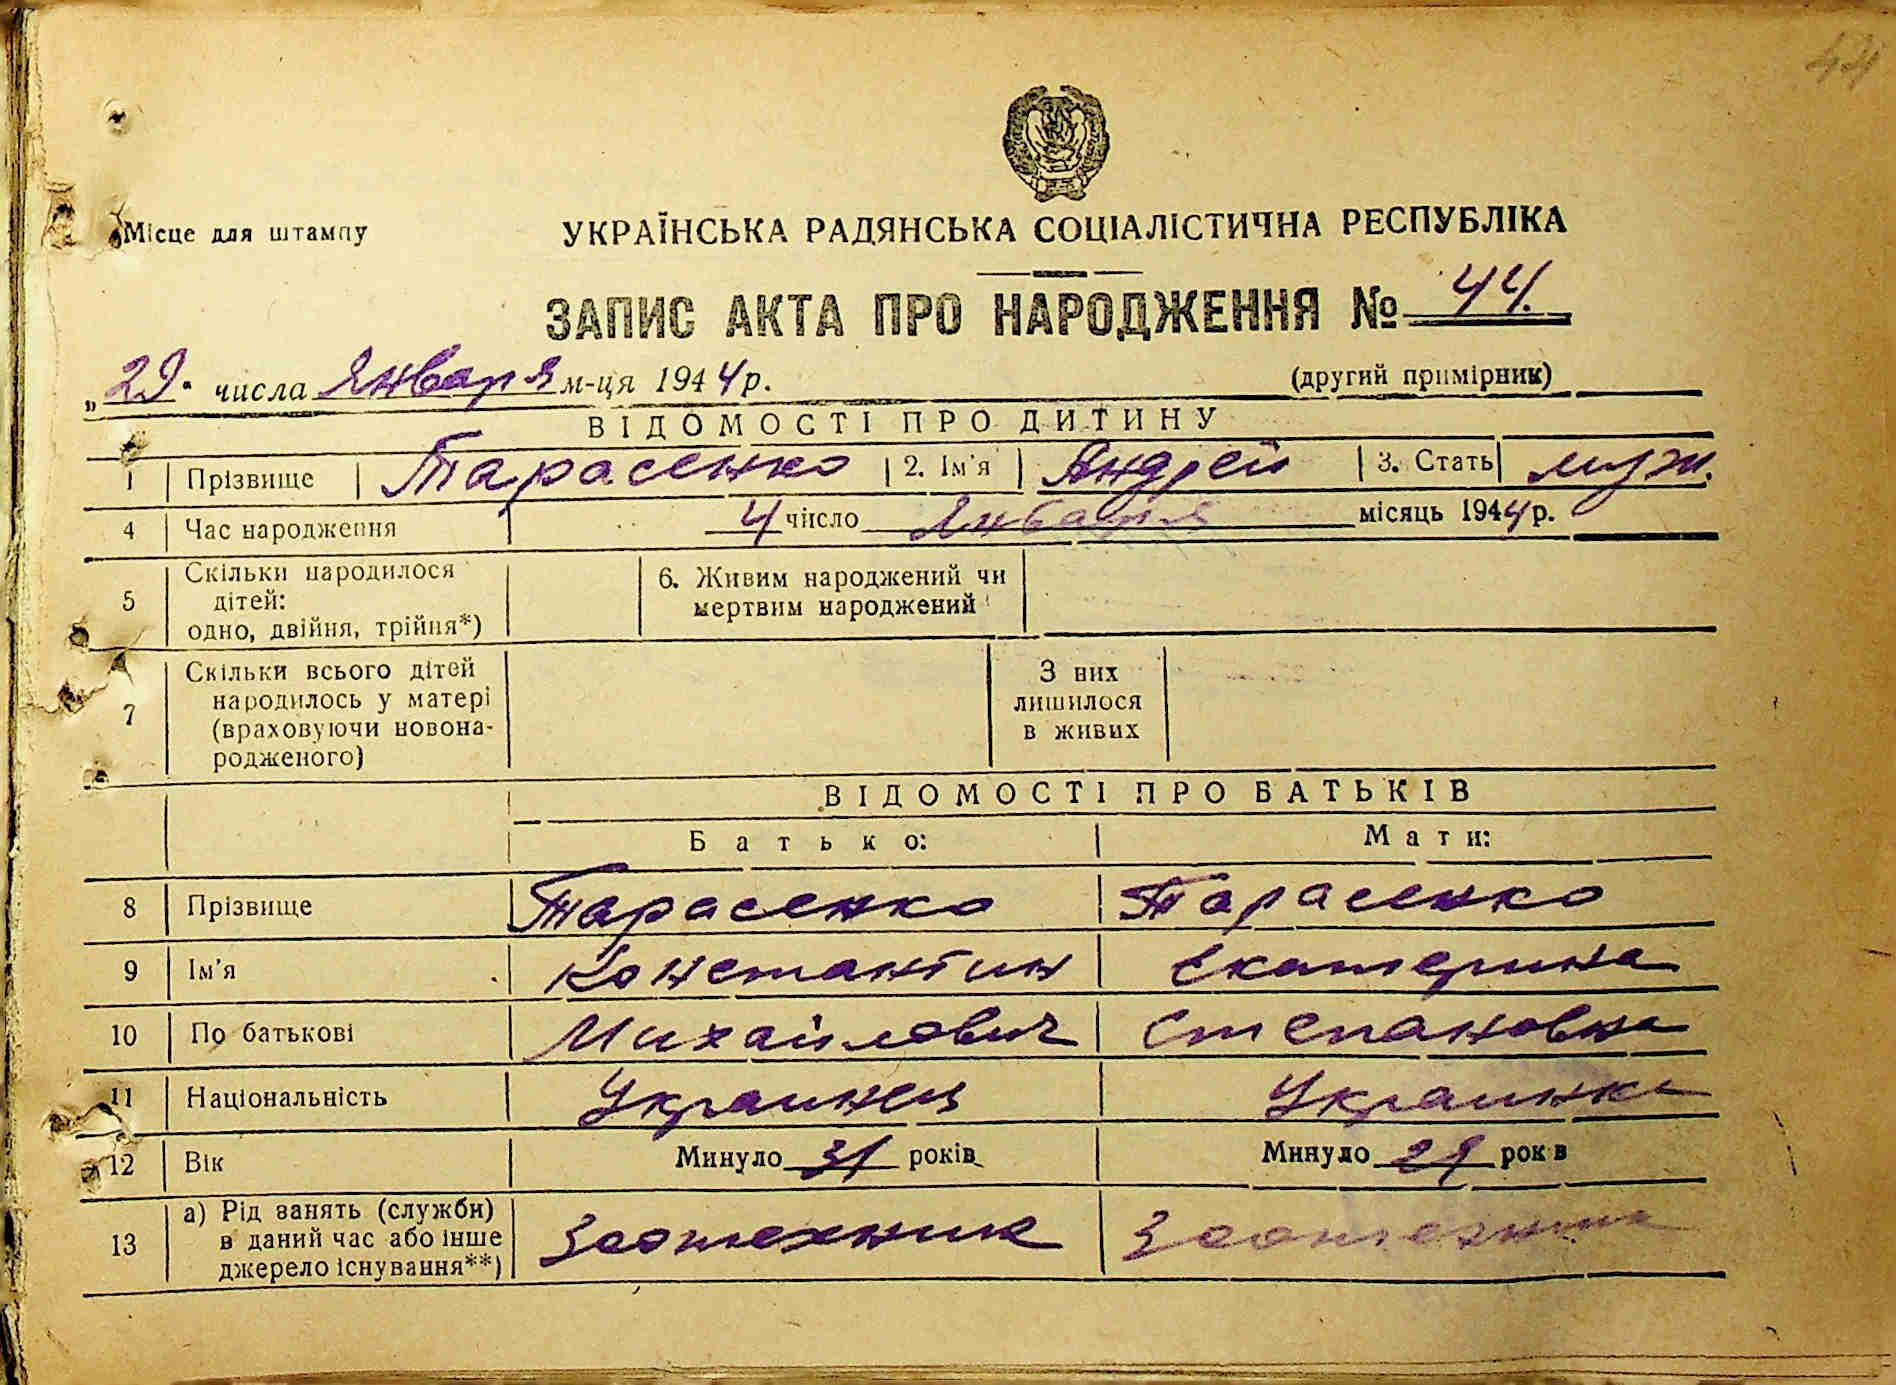 44
Місце для штампу
УКРАЇНСЬКА РАДЯНСЬКА СОЦІАЛІСТИЧНА РЕСПУБЛІКА
ЗАПИС АКТА ПРО НАРОДЖЕННЯ № 44.
„29" числа Января м-ця 1944 р.
(другий примірник)
ВІДОМОСТІ ПРО ДИТИНУ
1 Прізвище Тарасенко 2. Ім'я Андрей 3. Стать муж.
4 Час народження 4 число Января місяць 1944 р.
5 Скільки народилося дітей: одно, двійня, трійня*) 6. Живим народжений чи мертвим народжений
7 Скільки всього дітей народилось у матері (враховуючи новонародженого) З них лишилося в живих
ВІДОМОСТІ ПРО БАТЬКІВ
Батько: Мати:
8 Прізвище Тарасенко Тарасенко
9 Ім'я Константин Екатерина
10 По батькові Михайлович Степановна
11 Національність Украинец Украинка
12 Вік Минуло 31 років Минуло рок в
13 а) Рід занять (служби) в даний час або інше джерело існування**) Зоотехник Зоотехник